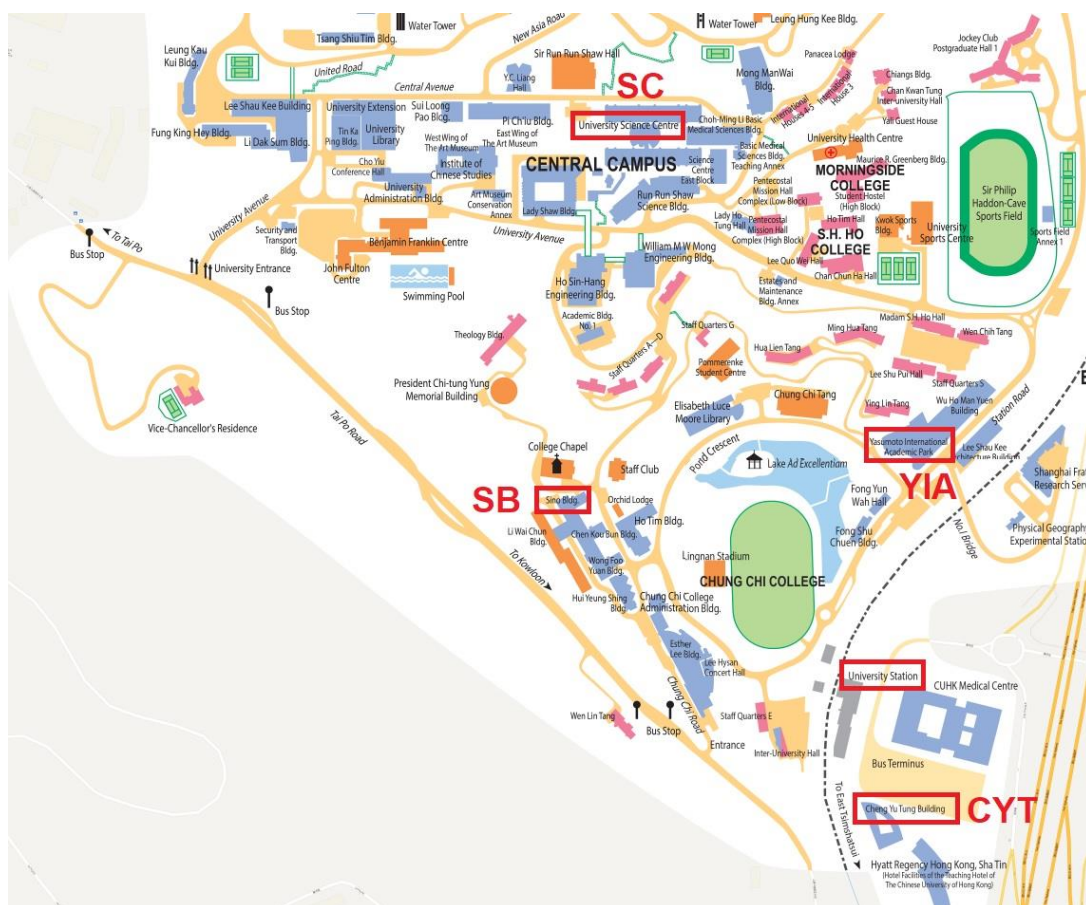 Water Tower
Water Tower
Leung Hung Kee Bldg.
Tsang Shiu Tim Bldg.
New Asia Road
Jockey Club
Postgraduate Hall 1
Leung Kau
Kui Bldg.
Sir Run Run Shaw Hall
Panacea Lodge
United Road
Y.C. Liang
Hall
SC
Mong ManWai
Bldg.
International
House 3
Chiangs Bldg.
Central Avenue
Chan Kwan Tung
Inter-university Hall
International
Houses 4-5
Lee Shau Kee Building
University Extension
Sui Loong
Pao Bldg.
Pi Ch'iu Bldg.
University Science Centre
Choh-Ming Li Basic
Medical Sciences Bldg.
Yali Guest House
Fung King Hey Bldg.
Li Dak Sum Bldg.
Tin Ka
Ping Bldg.
University
Library
West Wing of
The Art Museum
East Wing of
The Art Museum
University Health Centre
Basic Medical
Sciences Bldg.
Teaching Annex
Maurice R. Greenberg Bldg.
Cho Yiu
Conference Hall
Institute of
Chinese Studies
CENTRAL CAMPUS
Science
Centre
East Block
MORNINGSIDE
COLLEGE
Student Hostel
(High Block)
Sir Philip
Haddon-Cave
Sports Field
University
Administration Bldg.
Art Museum
Conservation
Annex
Lady Shaw Bldg.
Run Run Shaw
Science Bldg.
Pentecostal
Mission Hall
Complex (Low Block)
Lady Ho
Tung Hall
Pentecostal
Mission Hall
Complex (High Block)
Ho Tim Hall
S.H. HO
COLLEGE
Kwok Sports
Bldg.
University
Sports Centre
Sports Field
Annex 1
To Tai Po
University Avenue
Security and
Transport Bldg.
Benjamin Franklin Centre
University Avenue
William M W Mong
Engineering Bldg.
Lee Quo Wei Hall
Chan Chun Ha Hall
Bus Stop
University Entrance
John Fulton
Centre
Swimming Pool
Ho Sin-Hang
Engineering Bldg.
Estates and
Maintenance
Bldg. Annex
Bus Stop
Academic Bldg.
No. 1
Madam S.H. Ho Hall
Theology Bldg.
Staff Quarters G
Ming Hua Tang
Wen Chih Tang
Hua Lien Tang
Staff Quarters A—D
Pommerenke
Student Centre
Lee Shu Pui Hall
Staff Quarters S
President Chi-tung Yung
Memorial Building
Chung Chi Tang
Ying Lin Tang
Wu Ho Man Yuen
Building
Station Road
Vice-Chancellor's Residence
Tai Po Road
Elisabeth Luce
Moore Library
Yasumoto International
Academic Park
Lee Shau Kee
Architecture Building
College Chapel
Pond Crescent
Lake Ad Excellentiam
YIA
Staff Club
Fong Yun
Wah Hall
SB
Sino Bldg.
Orchid Lodge
Li Wai Chun
Bldg.
Chen Kou Bun Bldg.
Ho Tim Bldg.
Fong Shu
Chuen Bldg.
No.1 Bridge
Physical Geography
To Kowloon
Wong Foo
Yuan Bldg.
Lingnan Stadium
CHUNG CHI COLLEGE
Hui Yeung Shing
Bldg.
Chung Chi College
Administration Bldg.
Esther
Lee Bldg.
Lee Hysan
Concert Hall
University Station
CUHK Medical Centre
Chung Chi Road
Wen Lin Tang
Staff Quarters E
Bus Stop
Entrance
Inter-University Hall
Bus Terminus
To East Tsimshatsui
Cheng Yu Tung Building
CYT
Hyatt Regency Hong Kong, Sha Tin
(Hotel Facilities of the Teaching Hotel of
The Chinese University of Hong Kong)